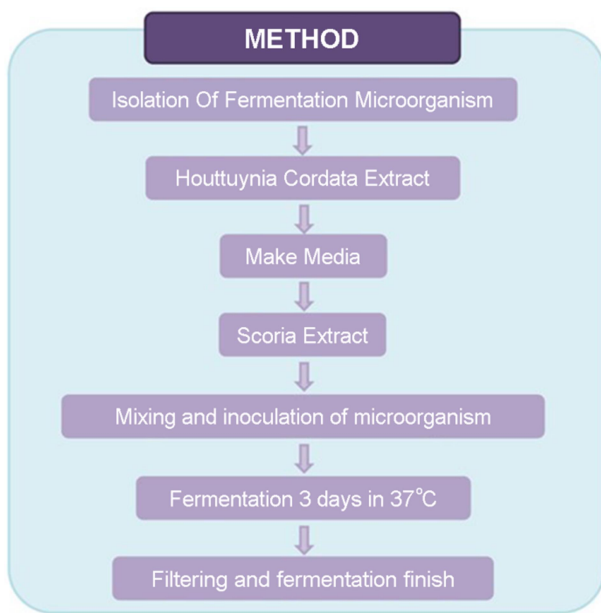 METHOD
Isolation Of Fermentation Microorganism
Houttuynia Cordata Extract
Make Media
Scoria Extract
Mixing and inoculation of microorganism
Fermentation 3 days in 37°C
Filtering and fermentation finish